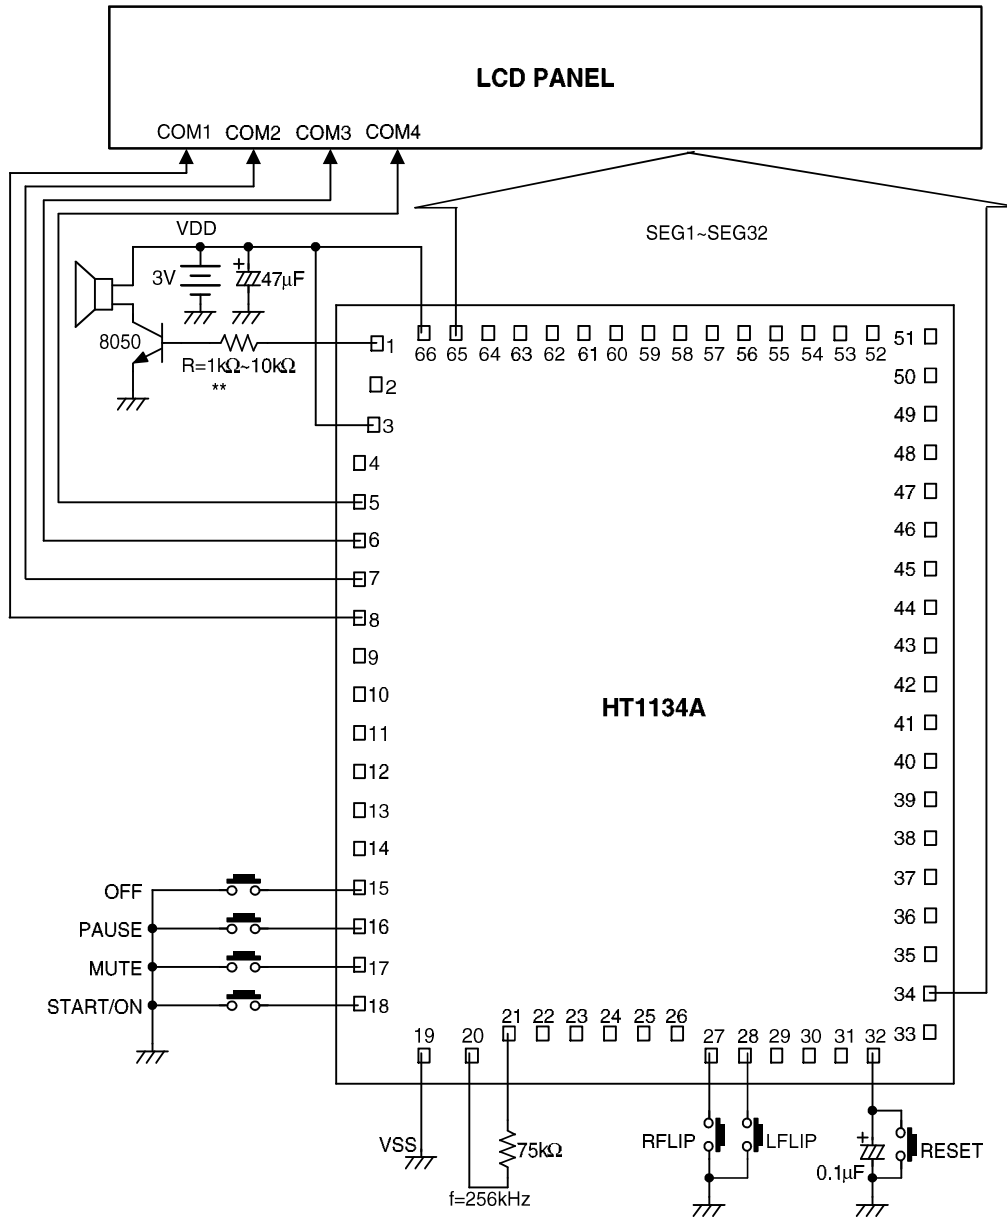 LCD PANEL
COM1 COM2 COM3 COM4
VDD
SEG1~SEG32
3V
+
47μF
8050
R=1kΩ~10kΩ
**
1
2
3
4
5
6
7
8
9
10
11
12
13
14
15
16
17
18
66 65 64 63 62 61 60 59 58 57 56 55 54 53 52
51
50
49
48
47
46
45
44
43
42
41
40
39
38
37
36
35
34
33
HT1134A
OFF
PAUSE
MUTE
START/ON
19 20 21 22 23 24 25 26 27 28 29 30 31 32
VSS
75kΩ
f=256kHz
RFLIP
LFLIP
+
0.1μF
RESET